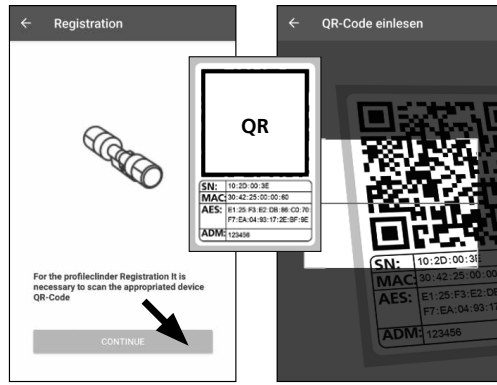 ← Registration
For the profileclinder Registration It is
necessary to scan the appropriated device
QR-Code
CONTINUE
QR
SN: 10:2D:00:3E
MAC: 30:42:25:00:00:60
AES: E1:25:F3:E2:DB:86:C0:70
F7:EA:04:93:17:2E:BF:9E
ADM: 123456
← QR-Code einlesen
SN: 10:2D:00:3E
MAC: 30:42:25:00:00
AES: E1:25:F3:E2:DB
F7:EA:04:93:17
ADM: 123456